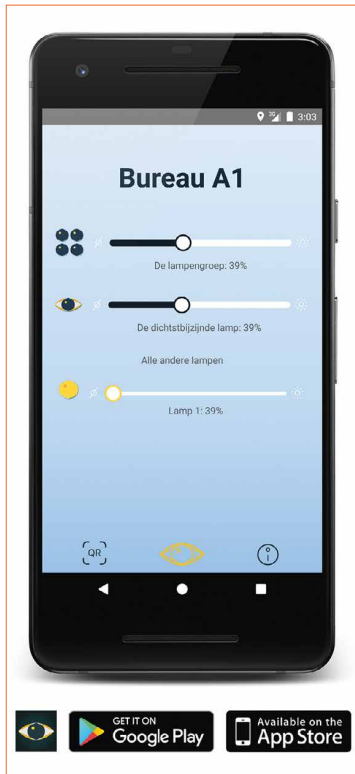 3G 3:03
Bureau A1
De lampengroep: 39%
De dichtstbijzijnde lamp: 39%
Alle andere lampen
Lamp 1: 39%
QR
GET IT ON
Google Play
Available on the
App Store